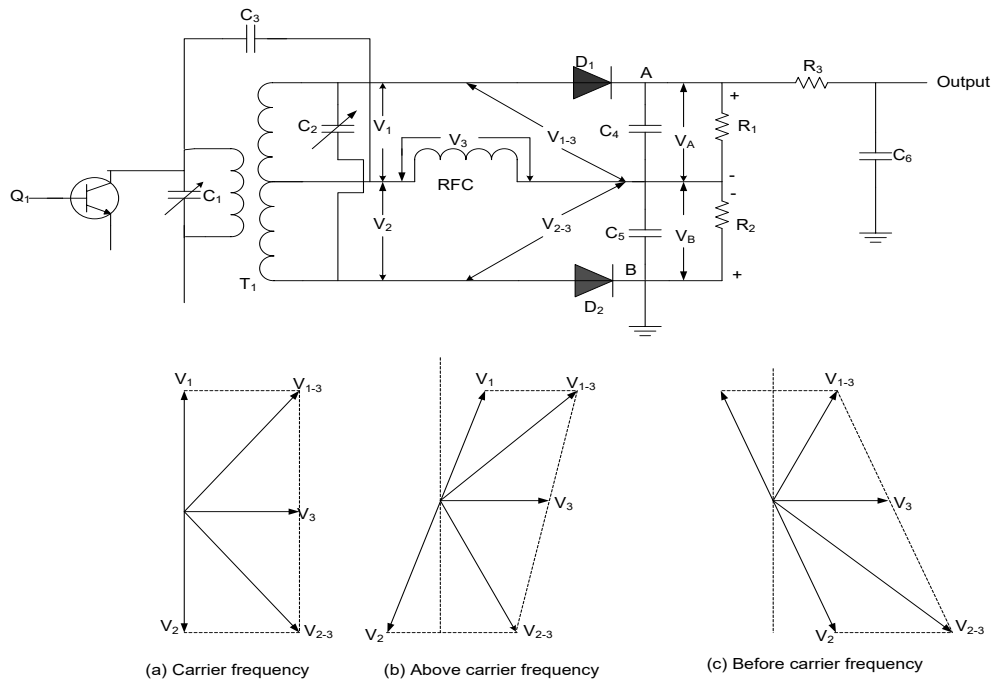 C3
D1
A
R3
Output
C2
V1
V3
V1-3
C4
VA
+
R1
-
C6
Q1
C1
RFC
-
V2
V2-3
C5
VB
R2
T1
B
+
D2
V1
V1-3
V3
V2
V2-3
(a) Carrier frequency
V1
V1-3
V3
V2
V2-3
(b) Above carrier frequency
V1-3
V3
V2
V2-3
(c) Before carrier frequency